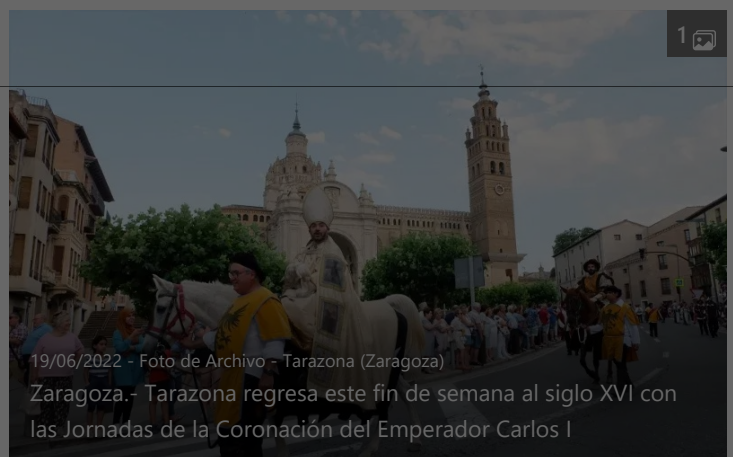 1
19/06/2022 - Foto de Archivo - Tarazona (Zaragoza)
Zaragoza.- Tarazona regresa este fin de semana al siglo XVI con
las Jornadas de la Coronación del Emperador Carlos I